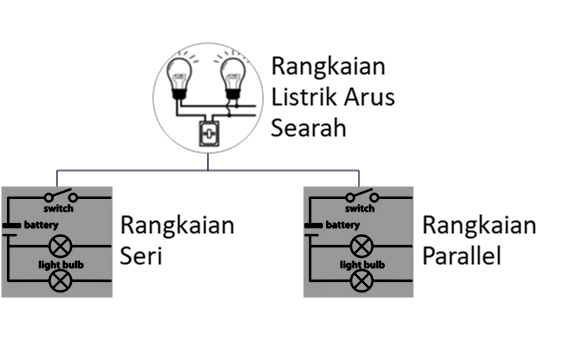 Rangkaian
Listrik Arus
Searah
switch
battery
light bulb
Rangkaian
Seri
switch
battery
light bulb
Rangkaian
Parallel